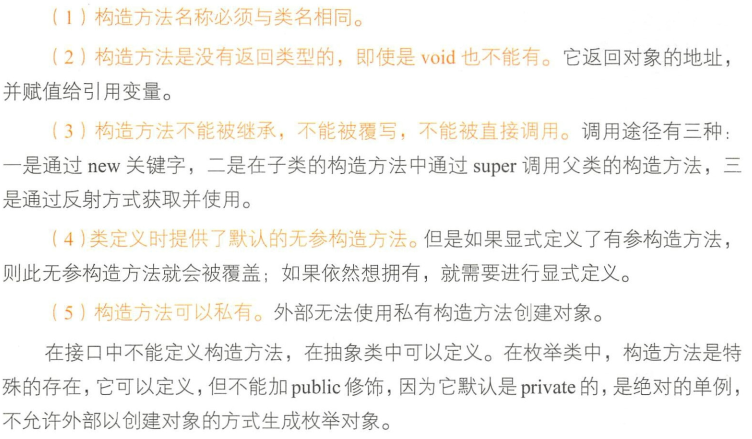 （1）构造方法名称必须与类名相同。
（2）构造方法是没有返回类型的，即使是 void 也不能有。它返回对象的地址，
并赋值给引用变量。
（3）构造方法不能被继承，不能被覆写，不能被直接调用。调用途径有三种：
一是通过 new 关键字，二是在子类的构造方法中通过 super 调用父类的构造方法，三
是通过反射方式获取并使用。
（4）类定义时提供了默认的无参构造方法。但是如果显式定义了有参构造方法，
则此无参构造方法就会被覆盖；如果依然想拥有，就需要进行显式定义。
（5）构造方法可以私有。外部无法使用私有构造方法创建对象。
在接口中不能定义构造方法，在抽象类中可以定义。在枚举类中，构造方法是特
殊的存在，它可以定义，但不能加 public 修饰，因为它默认是 private 的，是绝对的单例，
不允许外部以创建对象的方式生成枚举对象。